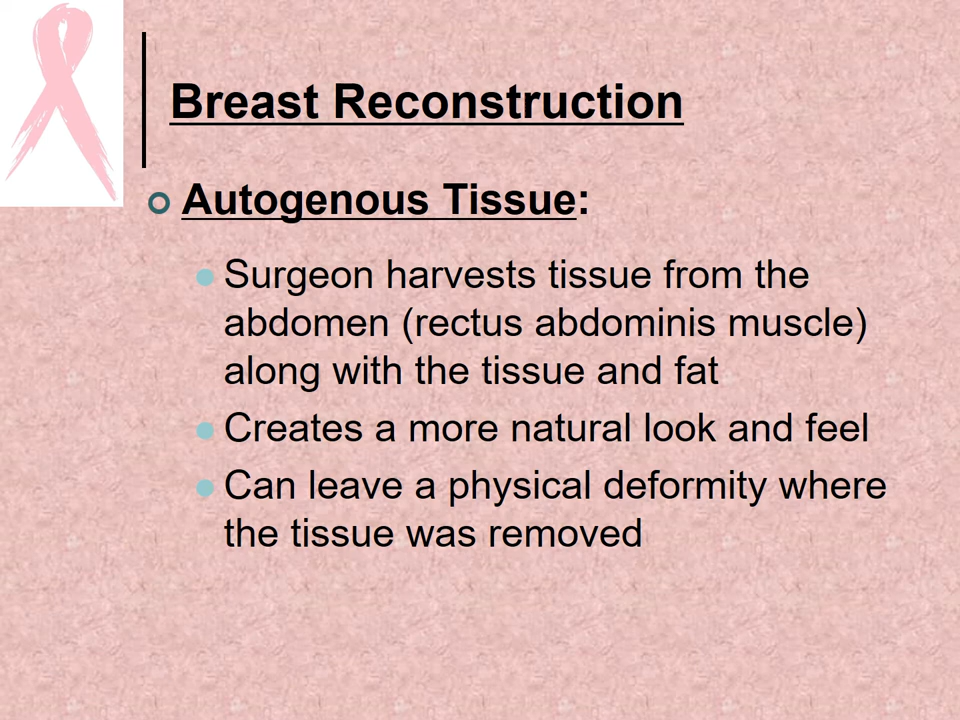 Breast Reconstruction
Autogenous Tissue:
Surgeon harvests tissue from the
abdomen (rectus abdominis muscle)
along with the tissue and fat
Creates a more natural look and feel
Can leave a physical deformity where
the tissue was removed